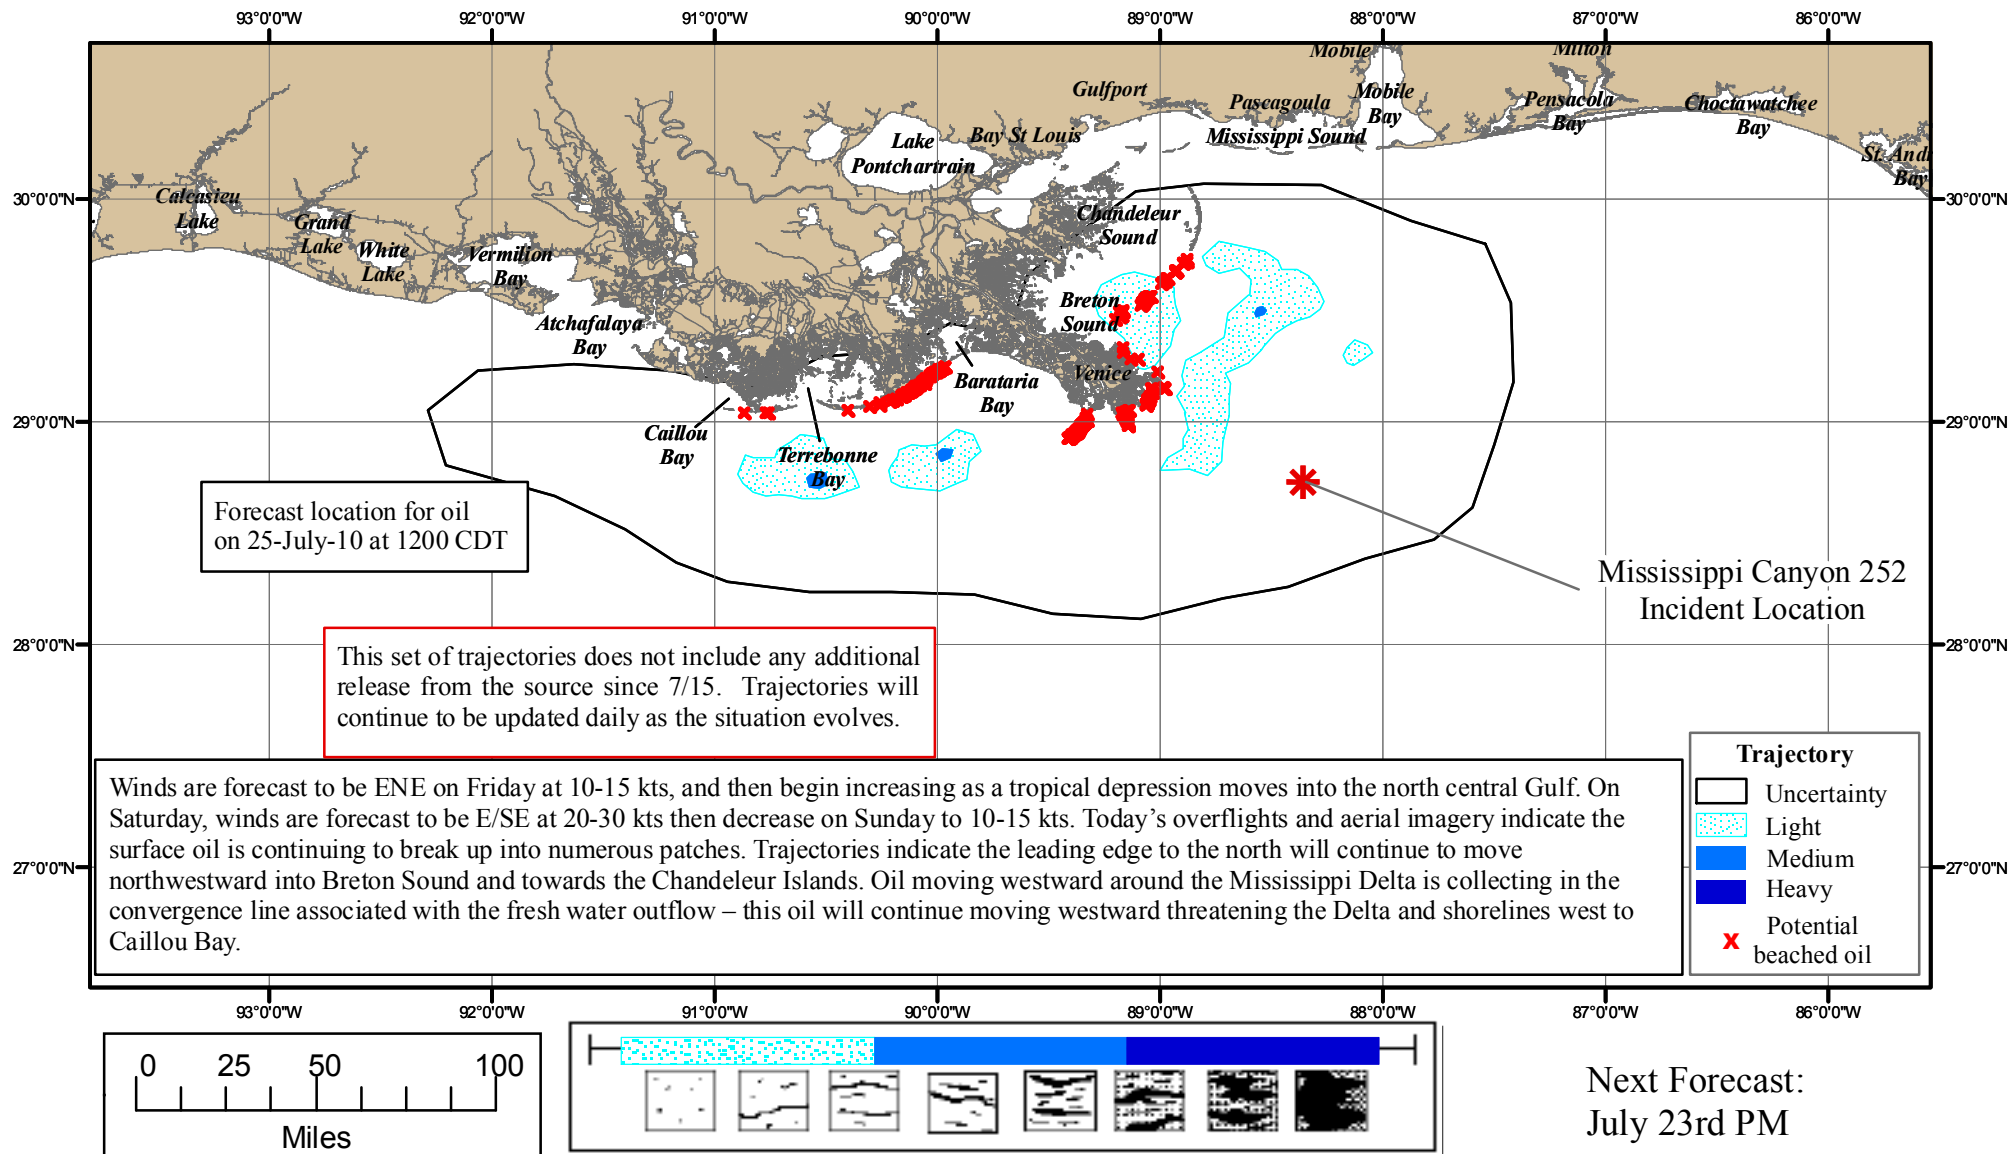 93°0'0"W 92°0'0"W 91°0'0"W 90°0'0"W 89°0'0"W 88°0'0"W 87°0'0"W 86°0'0"W
Mobile
Milton
Gulfport
Pascagoula
Mobile
Bay
Pensacola
Bay
Choctawatchee
Bay
Bay St Louis
Mississippi Sound
Lake
Pontchartrain
St. Andr
Bay
30°0'0"N 30°0'0"N
Calcasieu
Lake
Grand
Lake
White
Lake
Vermilion
Bay
Chandeleur
Sound
Atchafalaya
Bay
Breton
Sound
Venice
Barataria
Bay
29°0'0"N 29°0'0"N
Caillou
Bay
Terrebonne
Bay
Forecast location for oil
on 25-July-10 at 1200 CDT
Mississippi Canyon 252
Incident Location
28°0'0"N 28°0'0"N
This set of trajectories does not include any additional
release from the source since 7/15. Trajectories will
continue to be updated daily as the situation evolves.
Winds are forecast to be ENE on Friday at 10-15 kts, and then begin increasing as a tropical depression moves into the north central Gulf. On
Saturday, winds are forecast to be E/SE at 20-30 kts then decrease on Sunday to 10-15 kts. Today's overflights and aerial imagery indicate the
surface oil is continuing to break up into numerous patches. Trajectories indicate the leading edge to the north will continue to move
northwestward into Breton Sound and towards the Chandeleur Islands. Oil moving westward around the Mississippi Delta is collecting in the
convergence line associated with the fresh water outflow – this oil will continue moving westward threatening the Delta and shorelines west to
Caillou Bay.
27°0'0"N 27°0'0"N
Trajectory
Uncertainty
Light
Medium
Heavy
x Potential
beached oil
93°0'0"W 92°0'0"W 91°0'0"W 90°0'0"W 89°0'0"W 88°0'0"W 87°0'0"W 86°0'0"W
0 25 50 100
Miles
Next Forecast:
July 23rd PM